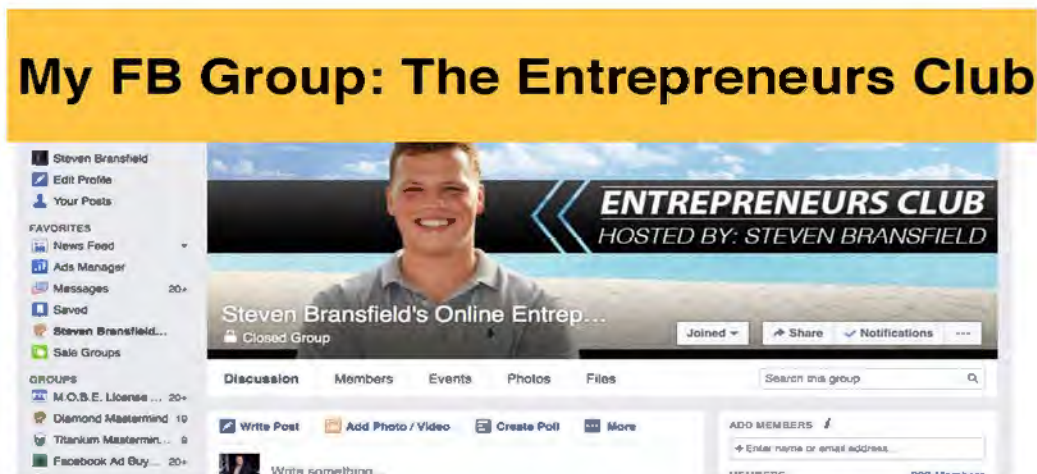 My FB Group: The Entrepreneurs Club
Steven Bransfield
Edit Profile
Your Posts
FAVORITES
News Feed
Ads Manager
Messages 20+
Saved
Steven Bransfield...
Sale Groups
GROUPS
M.O.B.E. License ... 20+
Diamond Mastermind 19
Titanium Mastermin... 9
Facebook Ad Buy... 20+
ENTREPRENEURS CLUB
HOSTED BY: STEVEN BRANSFIELD
Steven Bransfield's Online Entrep...
Closed Group
Joined
Share
Notifications
Discussion Members Events Photos Files
Search this group
Write Post Add Photo / Video Create Poll More
Write something...
ADD MEMBERS
+ Enter name or email address...
MEMBERS
Members